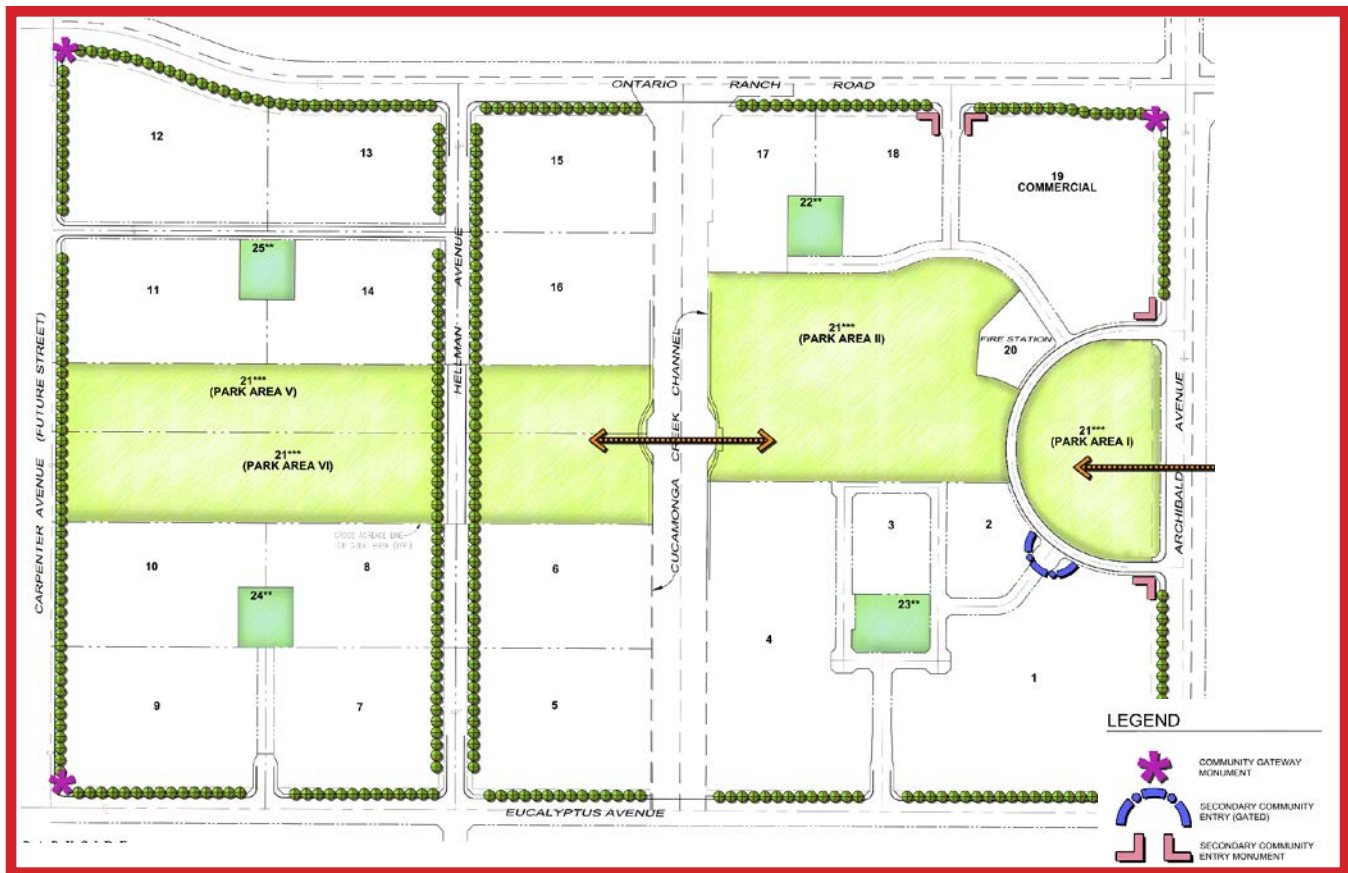 ONTARIO RANCH ROAD
12
13
15
17
18
19
COMMERCIAL
22**
25**
11
14
16
HELLMAN AVENUE
CUCAMONGA CREEK CHANNEL
21***
(PARK AREA II)
FIRE STATION
20
CARPENTER AVENUE (FUTURE STREET)
21***
(PARK AREA V)
21***
(PARK AREA VI)
21***
(PARK AREA I)
ARCHIBALD AVENUE
GROSS ACREAGE LINE
3
2
10
8
6
24**
23**
4
1
9
7
5
EUCALYPTUS AVENUE
LEGEND
COMMUNITY GATEWAY
MONUMENT
SECONDARY COMMUNITY
ENTRY (GATED)
SECONDARY COMMUNITY
ENTRY MONUMENT